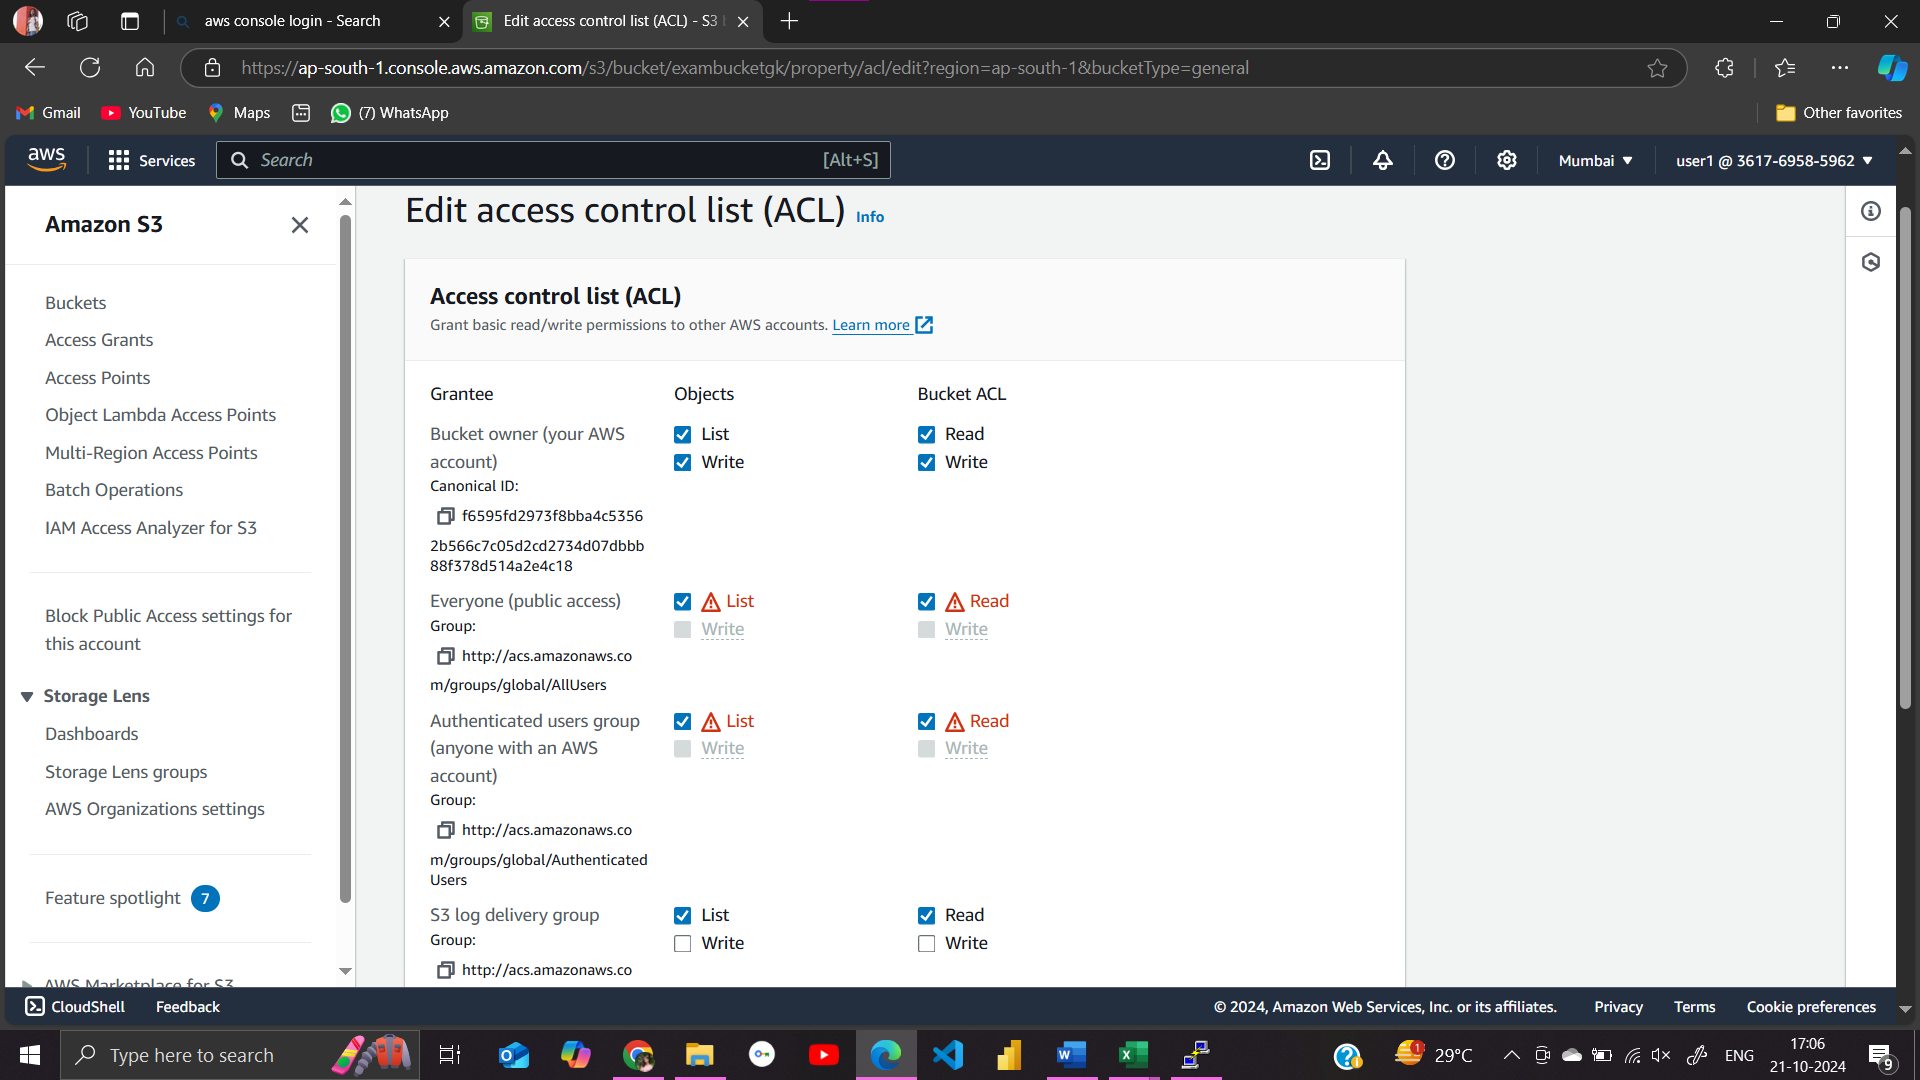 aws console login - Search
Edit access control list (ACL) - S3
https://ap-south-1.console.aws.amazon.com/s3/bucket/exambucketgk/property/acl/edit?region=ap-south-1&bucketType=general
Gmail
YouTube
Maps
(7) WhatsApp
Other favorites
aws
Services
Search
[Alt+S]
Mumbai
user1 @ 3617-6958-5962
Amazon S3
Buckets
Access Grants
Access Points
Object Lambda Access Points
Multi-Region Access Points
Batch Operations
IAM Access Analyzer for S3
Block Public Access settings for
this account
Storage Lens
Dashboards
Storage Lens groups
AWS Organizations settings
Feature spotlight 7
AWS Marketplace for S3
Edit access control list (ACL) Info
Access control list (ACL)
Grant basic read/write permissions to other AWS accounts. Learn more
Grantee Objects Bucket ACL
Bucket owner (your AWS
account)
Canonical ID:
f6595fd2973f8bba4c5356
2b566c7c05d2cd2734d07dbbb
88f378d514a2e4c18
List
Write
Read
Write
Everyone (public access)
Group:
http://acs.amazonaws.co
m/groups/global/AllUsers
List
Write
Read
Write
Authenticated users group
(anyone with an AWS
account)
Group:
http://acs.amazonaws.co
m/groups/global/Authenticated
Users
List
Write
Read
Write
S3 log delivery group
Group:
http://acs.amazonaws.co
List
Write
Read
Write
CloudShell
Feedback
© 2024, Amazon Web Services, Inc. or its affiliates.
Privacy
Terms
Cookie preferences
Type here to search
1
29°C
ENG
17:06
21-10-2024
9